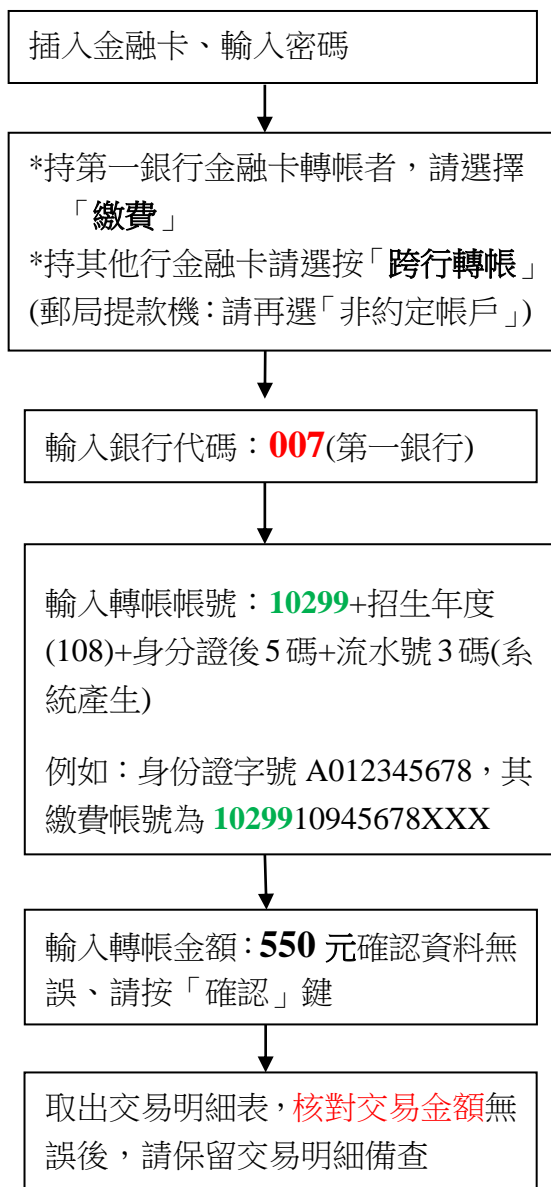 插入金融卡、輸入密碼
*持第一銀行金融卡轉帳者，請選擇
「繳費」
*持其他行金融卡請選按「跨行轉帳」
(郵局提款機：請再選「非約定帳戶」)
輸入銀行代碼：007(第一銀行)
輸入轉帳帳號：10299+招生年度
(108)+身分證後5碼+流水號3碼(系
統產生)
例如：身份證字號 A012345678，其
繳費帳號為 1029910945678XXX
輸入轉帳金額：550 元確認資料無
誤、請按「確認」鍵
取出交易明細表，核對交易金額無
誤後，請保留交易明細備查